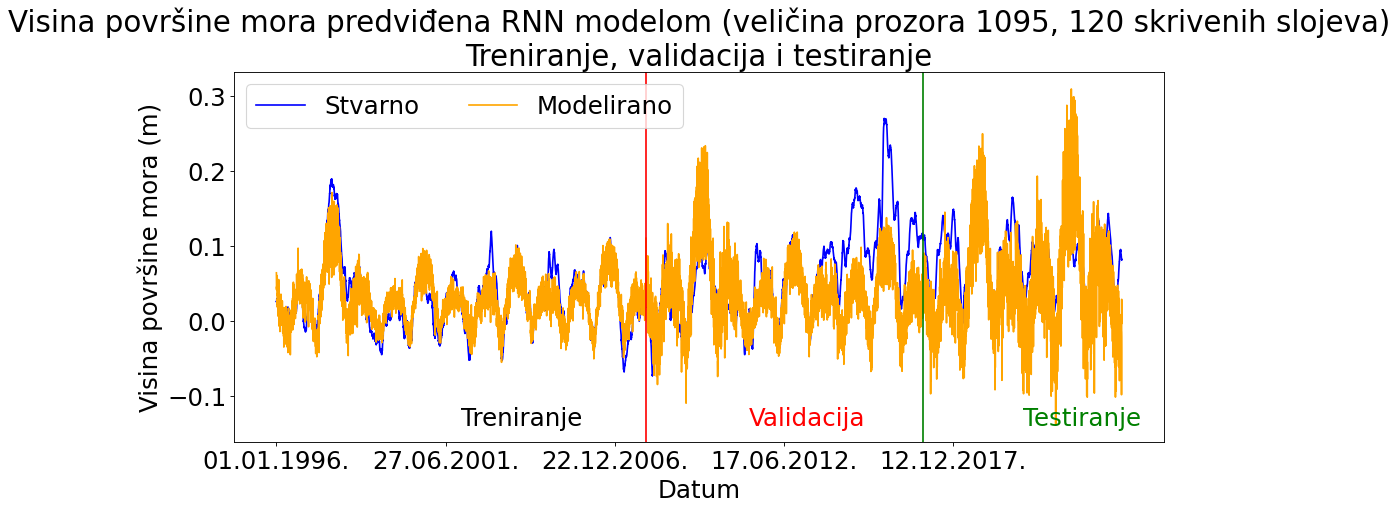 Visina površine mora predviđena RNN modelom (veličina prozora 1095, 120 skrivenih slojeva)
Treniranje, validacija i testiranje
Stvarno Modelirano
Visina površine mora (m)
0.3
0.2
0.1
0.0
−0.1
Treniranje Validacija Testiranje
01.01.1996. 27.06.2001. 22.12.2006. 17.06.2012. 12.12.2017.
Datum